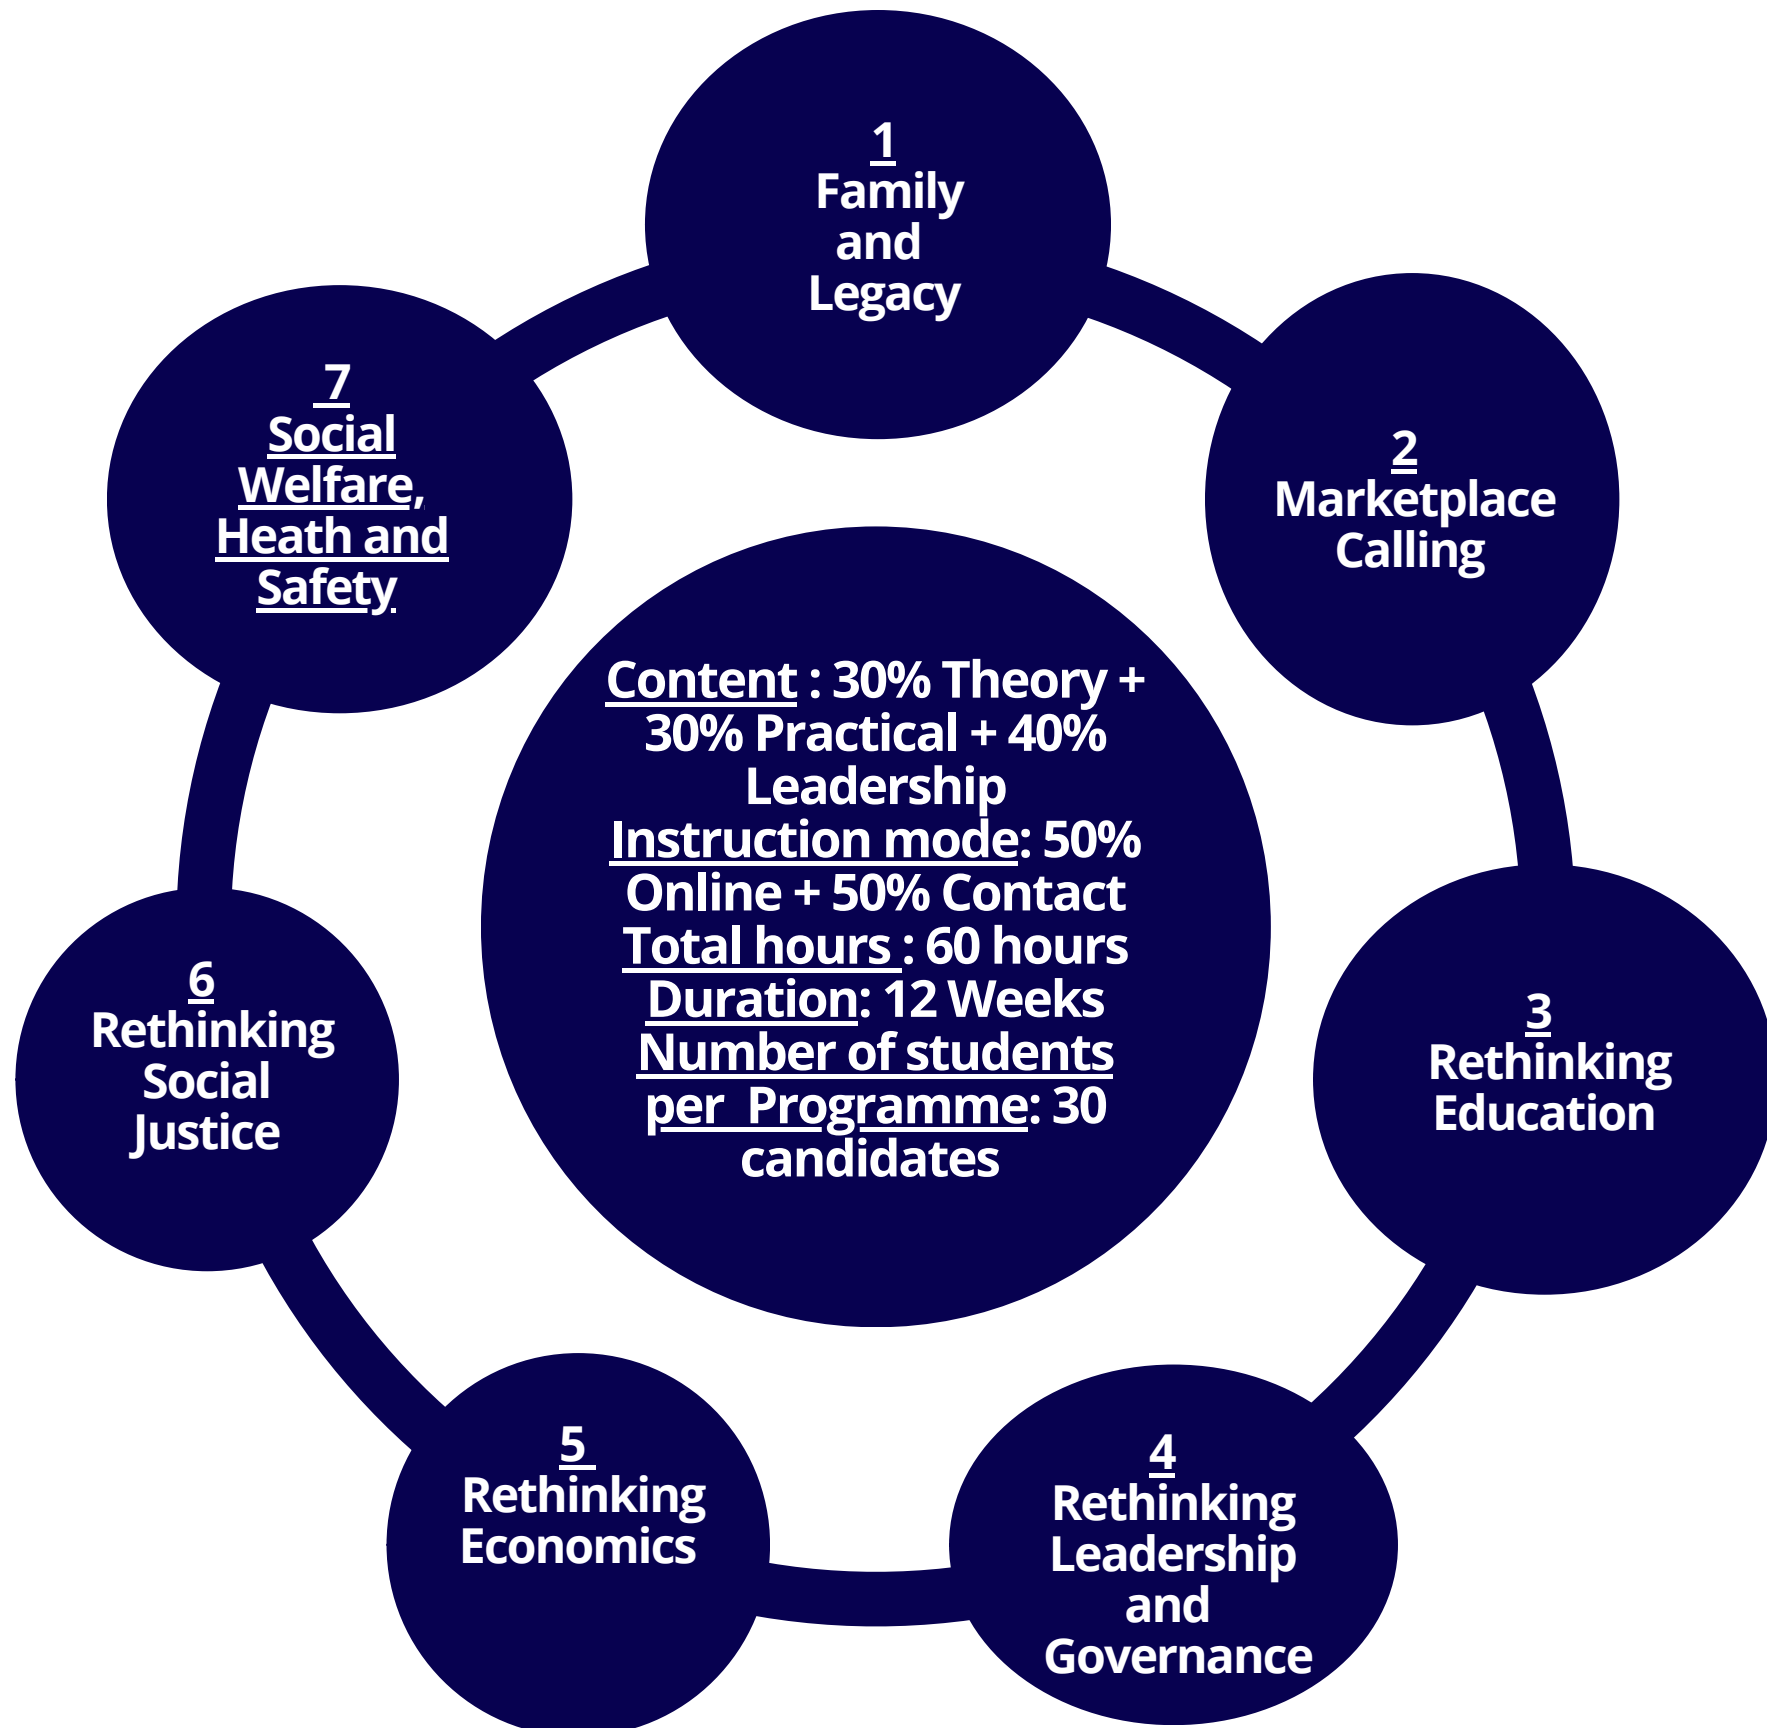 1
Family
and
Legacy
2
Marketplace
Calling
3
Rethinking
Education
4
Rethinking
Leadership
and
Governance
5
Rethinking
Economics
6
Rethinking
Social
Justice
7
Social
Welfare,
Heath and
Safety
Content : 30% Theory +
30% Practical + 40%
Leadership
Instruction mode: 50%
Online + 50% Contact
Total hours : 60 hours
Duration: 12 Weeks
Number of students
per Programme: 30
candidates